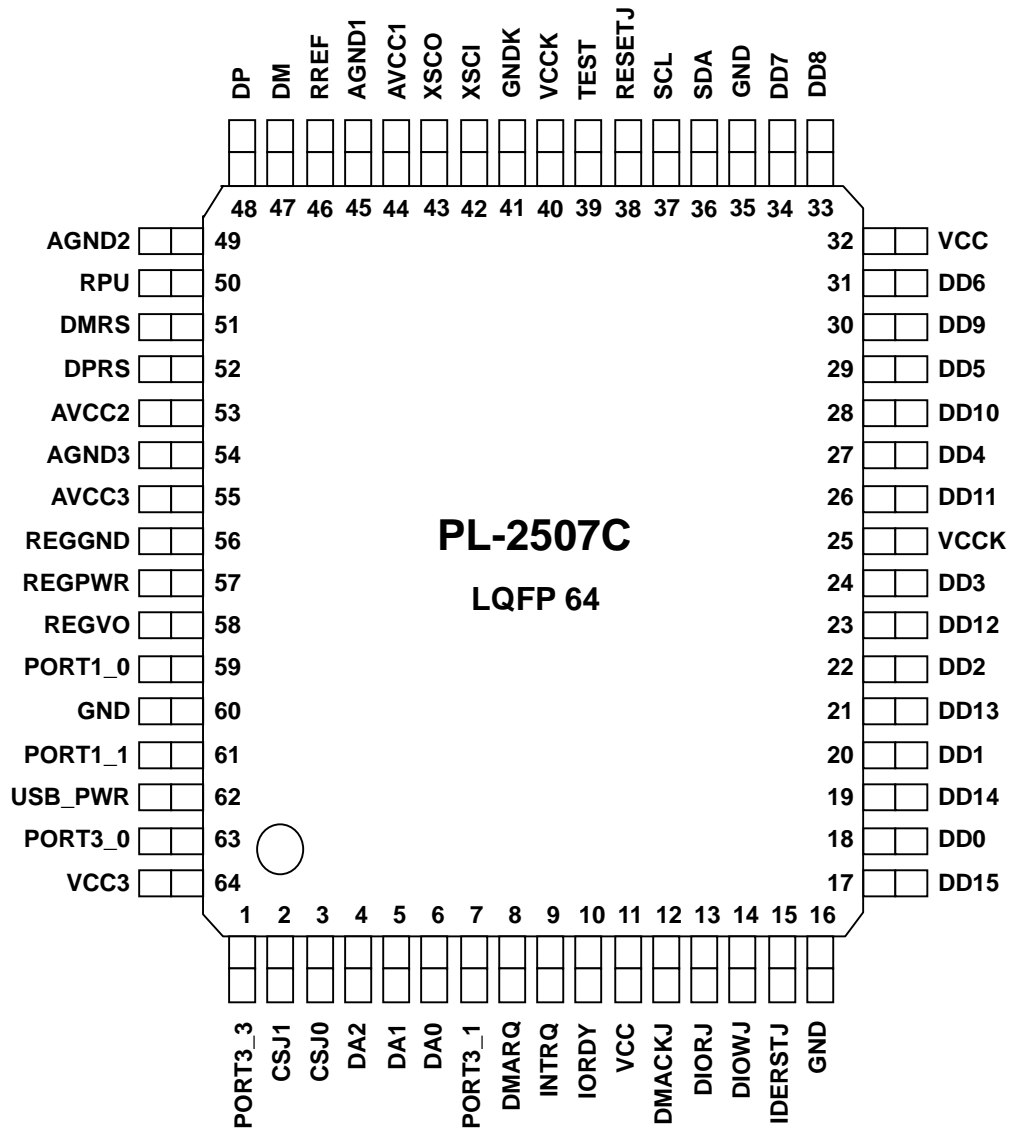 DP DM RREF AGND1 AVCC1 XSCO XSCI GNDK VCCK TEST RESETJ SCL SDA GND DD7 DD8
48 47 46 45 44 43 42 41 40 39 38 37 36 35 34 33
AGND2 49 32 VCC
RPU 50 31 DD6
DMRS 51 30 DD9
DPRS 52 29 DD5
AVCC2 53 28 DD10
AGND3 54 27 DD4
AVCC3 55 26 DD11
REGGND 56 25 VCCK
REGPWR 57 24 DD3
REGVO 58 23 DD12
PORT1_0 59 22 DD2
GND 60 21 DD13
PORT1_1 61 20 DD1
USB_PWR 62 19 DD14
PORT3_0 63 18 DD0
VCC3 64 17 DD15
PL-2507C
LQFP 64
1 2 3 4 5 6 7 8 9 10 11 12 13 14 15 16
PORT3_3 CSJ1 CSJ0 DA2 DA1 DA0 PORT3_1 DMARQ INTRQ IORDY VCC DMACKJ DIORJ DIOWJ IDERSTJ GND